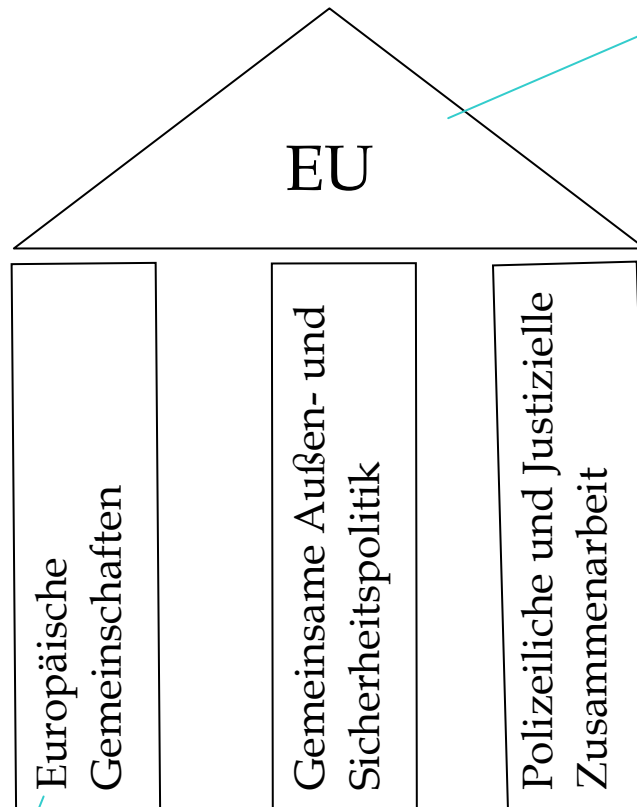 EU
Europäische
Gemeinschaften
Gemeinsame Außen- und
Sicherheitspolitik
Polizeiliche und Justizielle
Zusammenarbeit